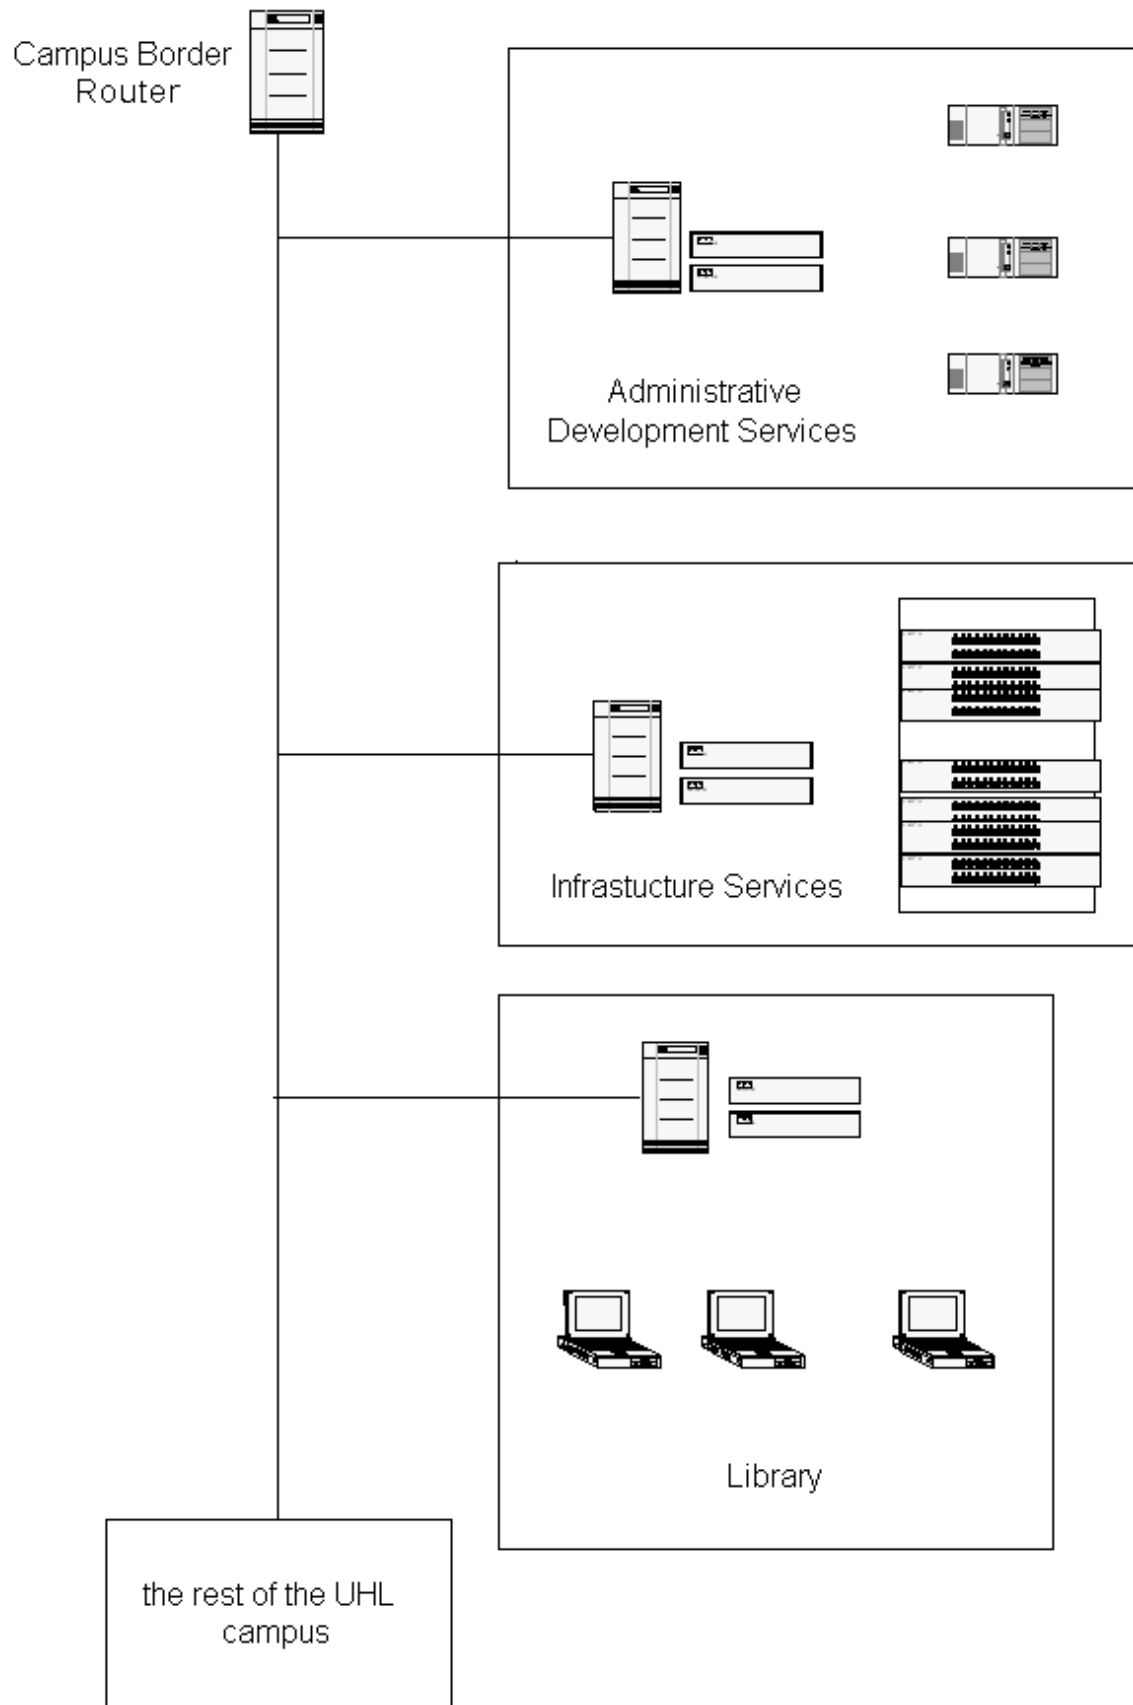 Campus Border
Router
Administrative
Development Services
Infrastucture Services
Library
the rest of the UHL
campus